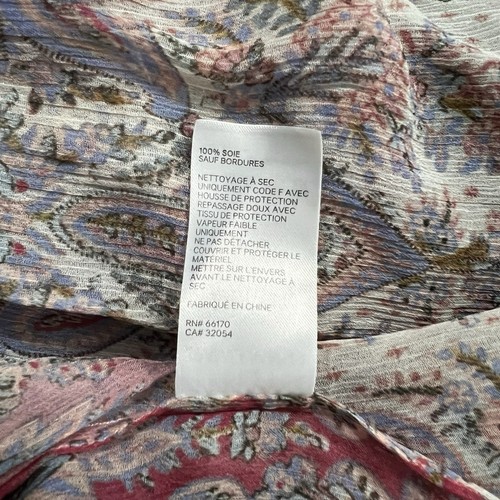 100% SOIE
SAUF BORDURES
NETTOYAGE À SEC
UNIQUEMENT CODE F AVEC
HOUSSE DE PROTECTION
REPASSAGE DOUX AVEC
TISSU DE PROTECTION
VAPEUR FAIBLE
UNIQUEMENT
NE PAS DÉTACHER
COUVRIR ET PROTÉGER LE
MATÉRIEL
METTRE SUR L'ENVERS
AVANT LE NETTOYAGE À
SEC
FABRIQUÉ EN CHINE
RN# 66170
CA# 32054